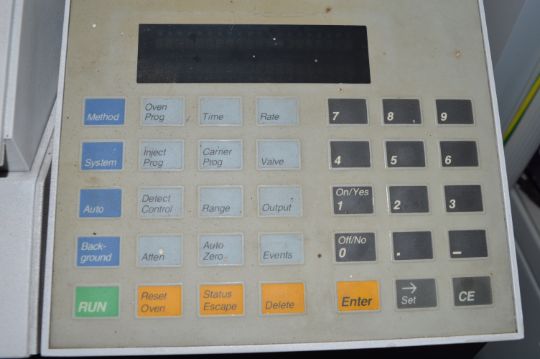 Method
Oven
Prog
Time
Rate
7
8
9
System
Inject
Prog
Carrier
Prog
Valve
4
5
6
Auto
Detect
Control
Range
Output
On/Yes
1
2
3
Back-
ground
Atten
Auto
Zero
Events
Off/No
0
.
–
RUN
Reset
Oven
Status
Escape
Delete
Enter
→
Set
CE